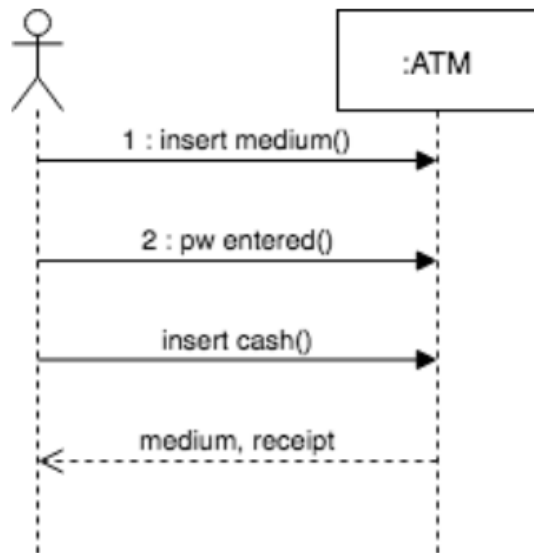 :ATM
1 : insert medium()
2 : pw entered()
insert cash()
medium, receipt